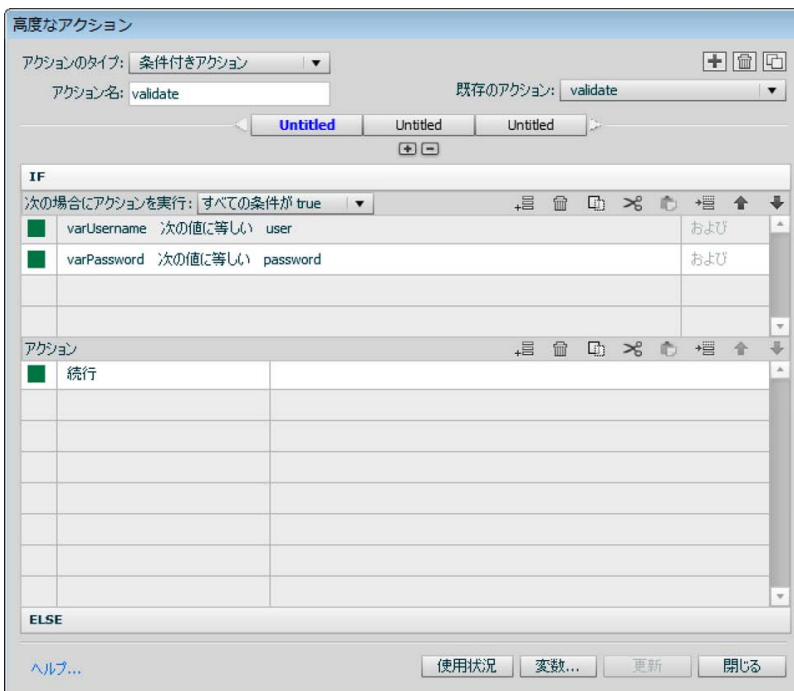 高度なアクション
アクションのタイプ: 条件付きアクション
アクション名: validate 既存のアクション: validate
Untitled Untitled Untitled
IF
次の場合にアクションを実行: すべての条件が true
varUsername 次の値に等しい user および
varPassword 次の値に等しい password および
アクション
続行
ELSE
ヘルプ... 使用状況 変数... 更新 閉じる